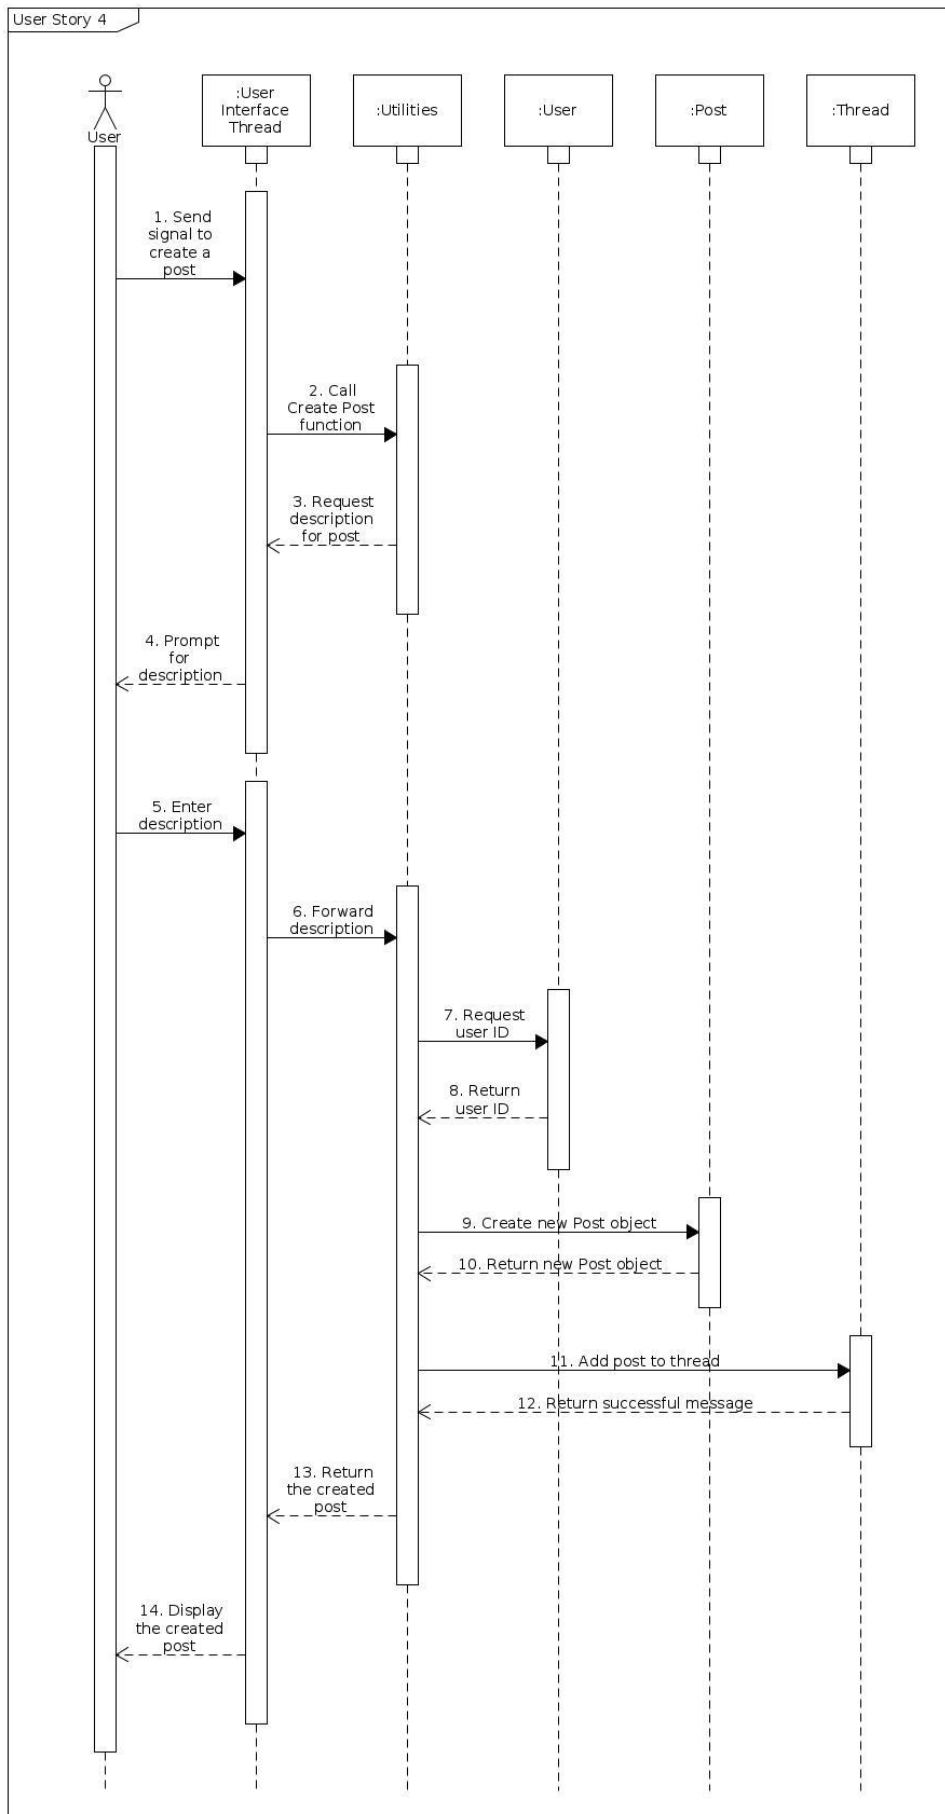 User Story 4
:User
Interface
Thread
:Utilities
:User
:Post
:Thread
User
1. Send
signal to
create a
post
2. Call
Create Post
function
3. Request
description
for post
4. Prompt
for
description
5. Enter
description
6. Forward
description
7. Request
user ID
8. Return
user ID
9. Create new Post object
10. Return new Post object
11. Add post to thread
12. Return successful message
13. Return
the created
post
14. Display
the created
post